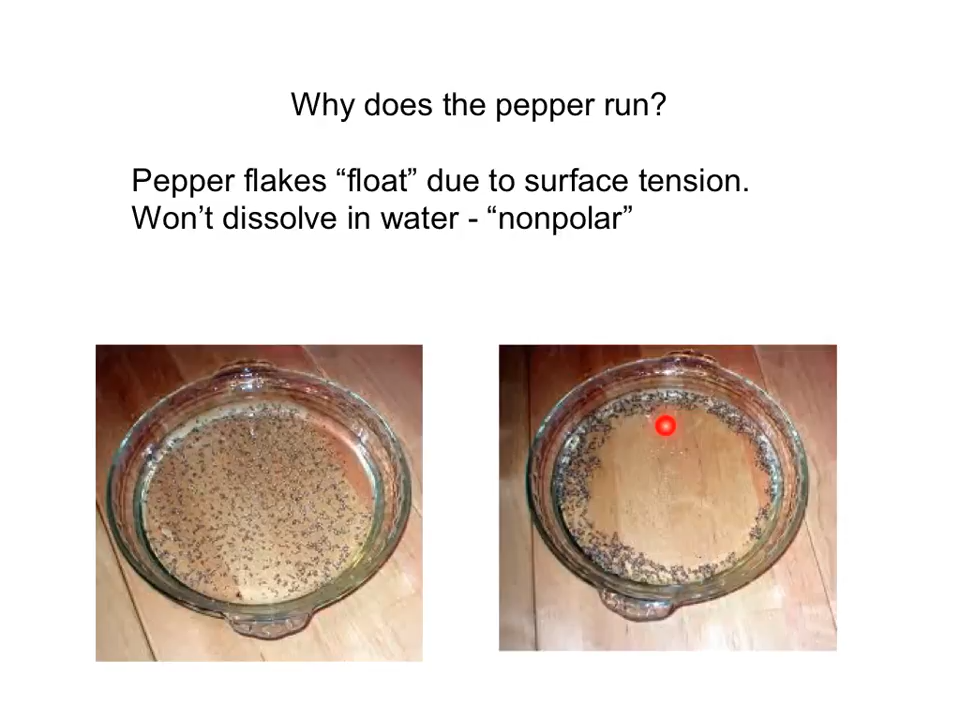 Why does the pepper run?
Pepper flakes “float” due to surface tension.
Won’t dissolve in water - “nonpolar”